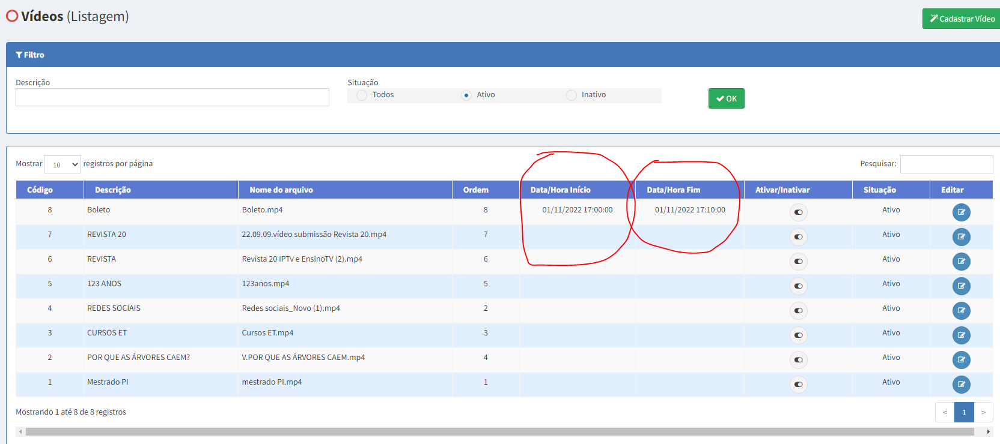 Vídeos (Listagem)
Cadastrar Vídeo
Filtro
Descrição
Situação
Todos
Ativo
Inativo
OK
Mostrar 10 registros por página
Pesquisar:
Código Descrição Nome do arquivo Ordem Data/Hora Início Data/Hora Fim Ativar/Inativar Situação Editar
8 Boleto Boleto.mp4 8 01/11/2022 17:00:00 01/11/2022 17:10:00 Ativo
7 REVISTA 20 22.09.09.vídeo submissão Revista 20.mp4 7 Ativo
6 REVISTA Revista 20 IPTv e EnsinoTV (2).mp4 6 Ativo
5 123 ANOS 123anos.mp4 5 Ativo
4 REDES SOCIAIS Redes sociais_Novo (1).mp4 2 Ativo
3 CURSOS ET Cursos ET.mp4 3 Ativo
2 POR QUE AS ÁRVORES CAEM? V.POR QUE AS ÁRVORES CAEM.mp4 4 Ativo
1 Mestrado PI mestrado PI.mp4 1 Ativo
Mostrando 1 até 8 de 8 registros
< 1 >